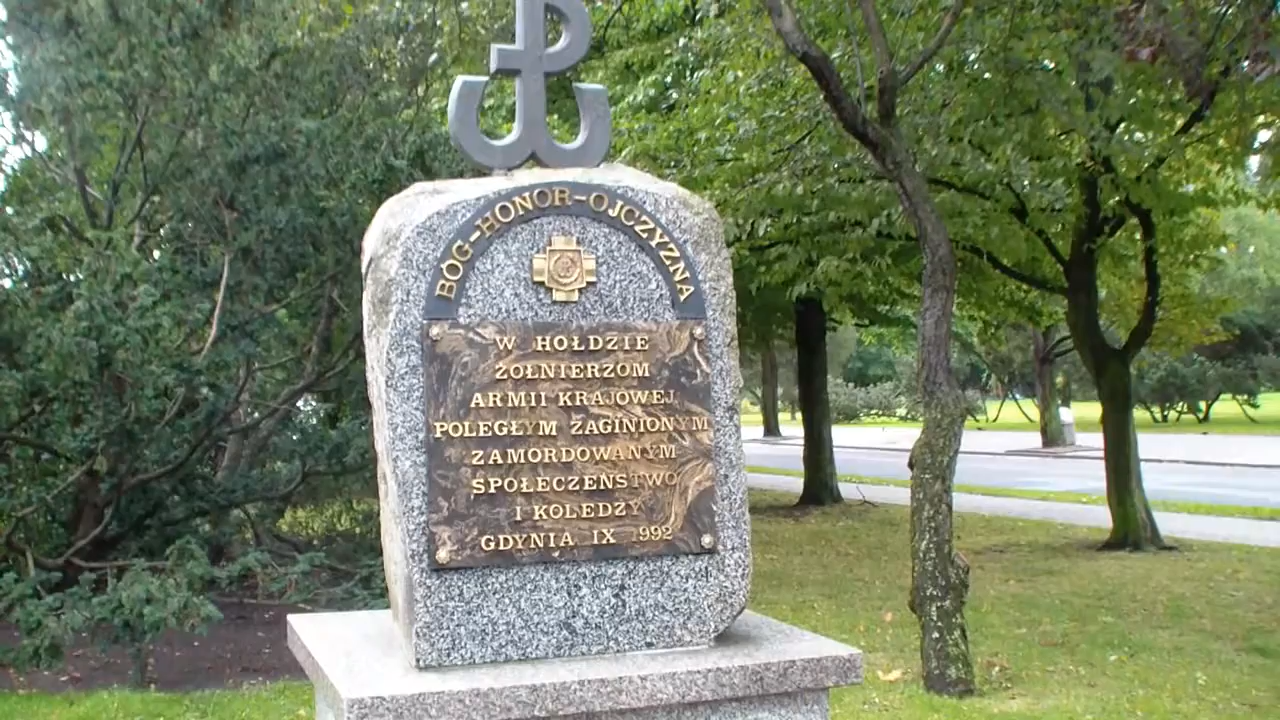 BÓG-HONOR-OJCZYZNA
W HOŁDZIE
ŻOŁNIERZOM
ARMII KRAJOWEJ
POLEGŁYM ZAGINIONYM
ZAMORDOWANYM
SPOŁECZEŃSTWO
I KOLEDZY
GDYNIA IX 1992